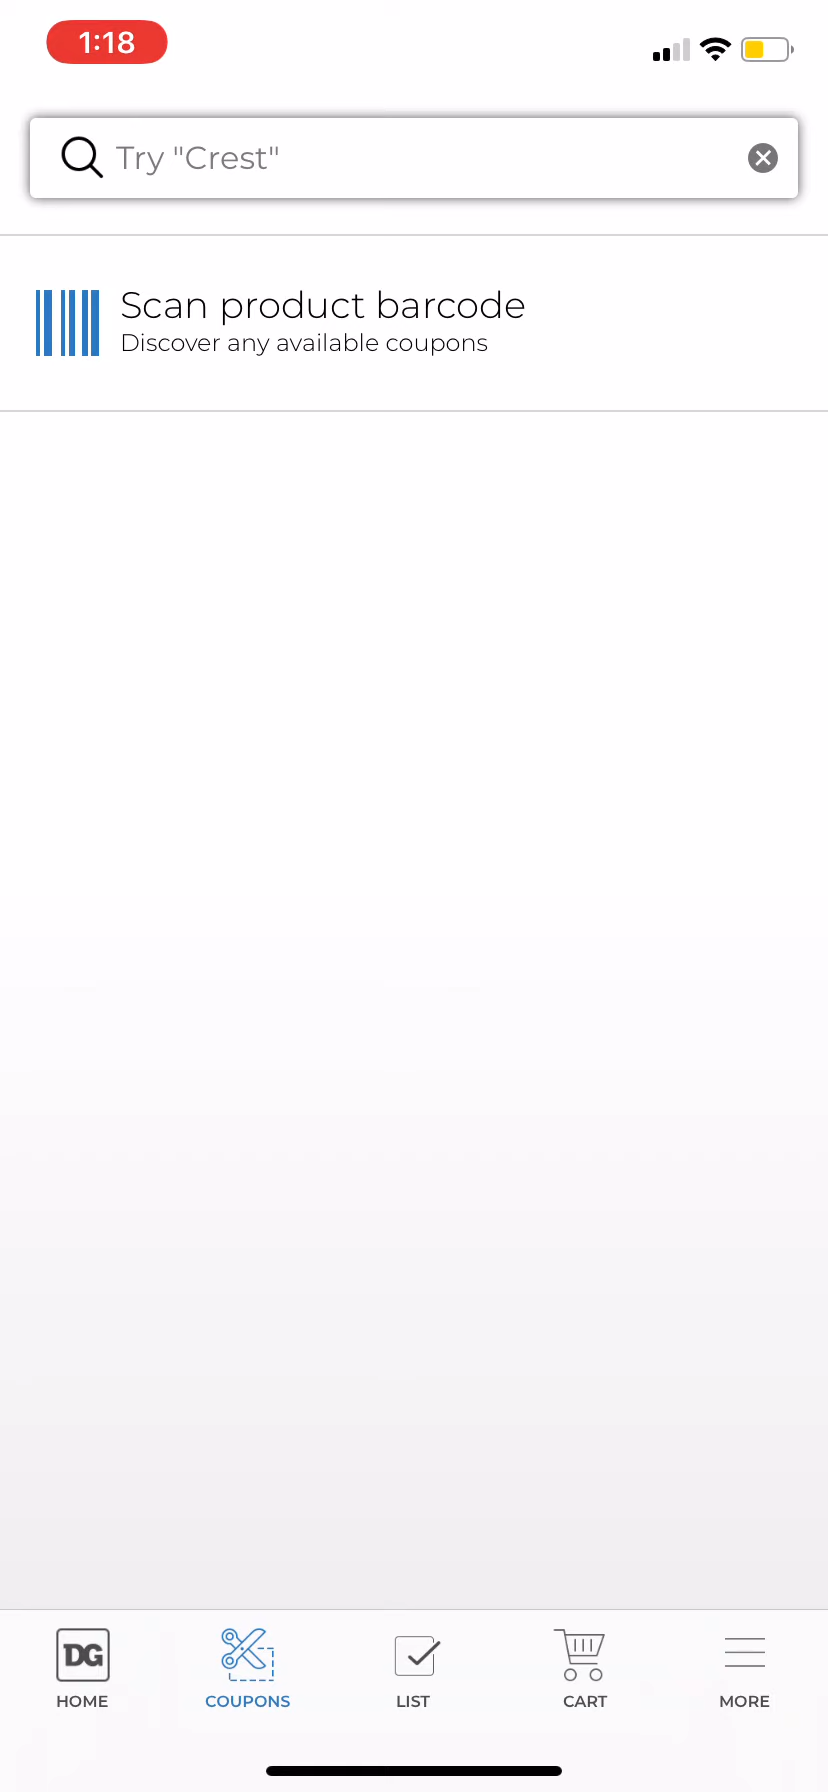 1:18
Try "Crest"
Scan product barcode
Discover any available coupons
DG
HOME
COUPONS
LIST
CART
MORE